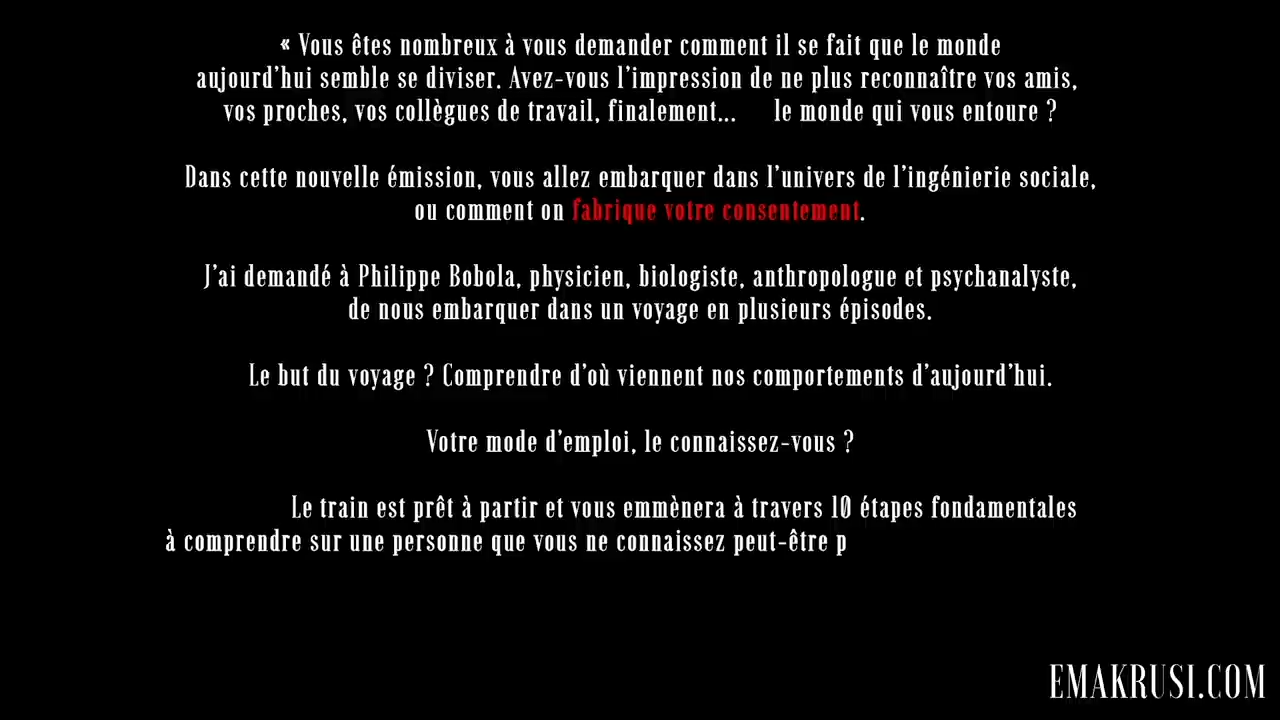 « Vous êtes nombreux à vous demander comment il se fait que le monde
aujourd’hui semble se diviser. Avez-vous l’impression de ne plus reconnaître vos amis,
vos proches, vos collègues de travail, finalement... le monde qui vous entoure ?
Dans cette nouvelle émission, vous allez embarquer dans l’univers de l’ingénierie sociale,
ou comment on fabrique votre consentement.
J’ai demandé à Philippe Bobola, physicien, biologiste, anthropologue et psychanalyste,
de nous embarquer dans un voyage en plusieurs épisodes.
Le but du voyage ? Comprendre d’où viennent nos comportements d’aujourd’hui.
Votre mode d’emploi, le connaissez-vous ?
Le train est prêt à partir et vous emmènera à travers 10 étapes fondamentales
à comprendre sur une personne que vous ne connaissez peut-être p
EMAKRUSI.COM